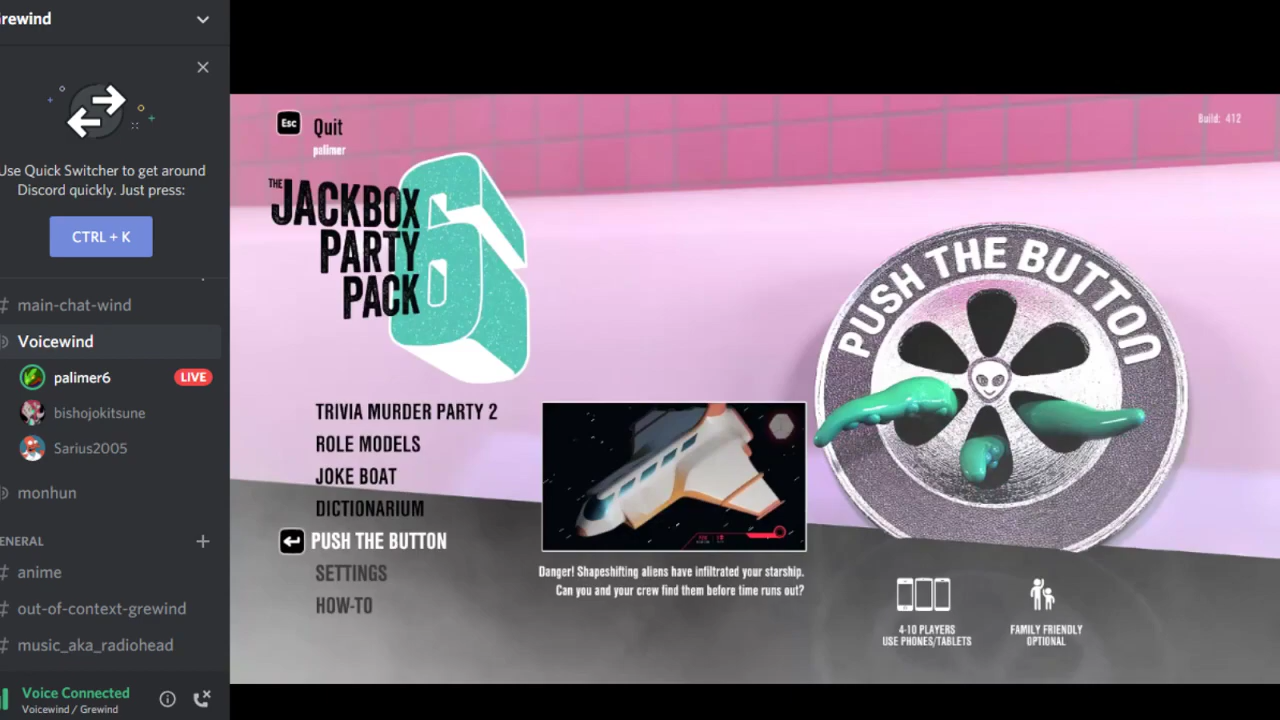 rewind
Use Quick Switcher to get around
Discord quickly. Just press:
CTRL + K
# main-chat-wind
Voicewind
palimer6
LIVE
bishojokitsune
Sarius2005
monhun
ENERAL
# anime
# out-of-context-grewind
# music_aka_radiohead
Voice Connected
Voicewind / Grewind
Esc
Quit
palimer
Build: 412
THE
JACKBOX
PARTY
PACK
6
TRIVIA MURDER PARTY 2
ROLE MODELS
JOKE BOAT
DICTIONARIUM
PUSH THE BUTTON
SETTINGS
HOW-TO
Danger! Shapeshifting aliens have infiltrated your starship.
Can you and your crew find them before time runs out?
PUSH THE BUTTON
4-10 PLAYERS
USE PHONES/TABLETS
FAMILY FRIENDLY
OPTIONAL